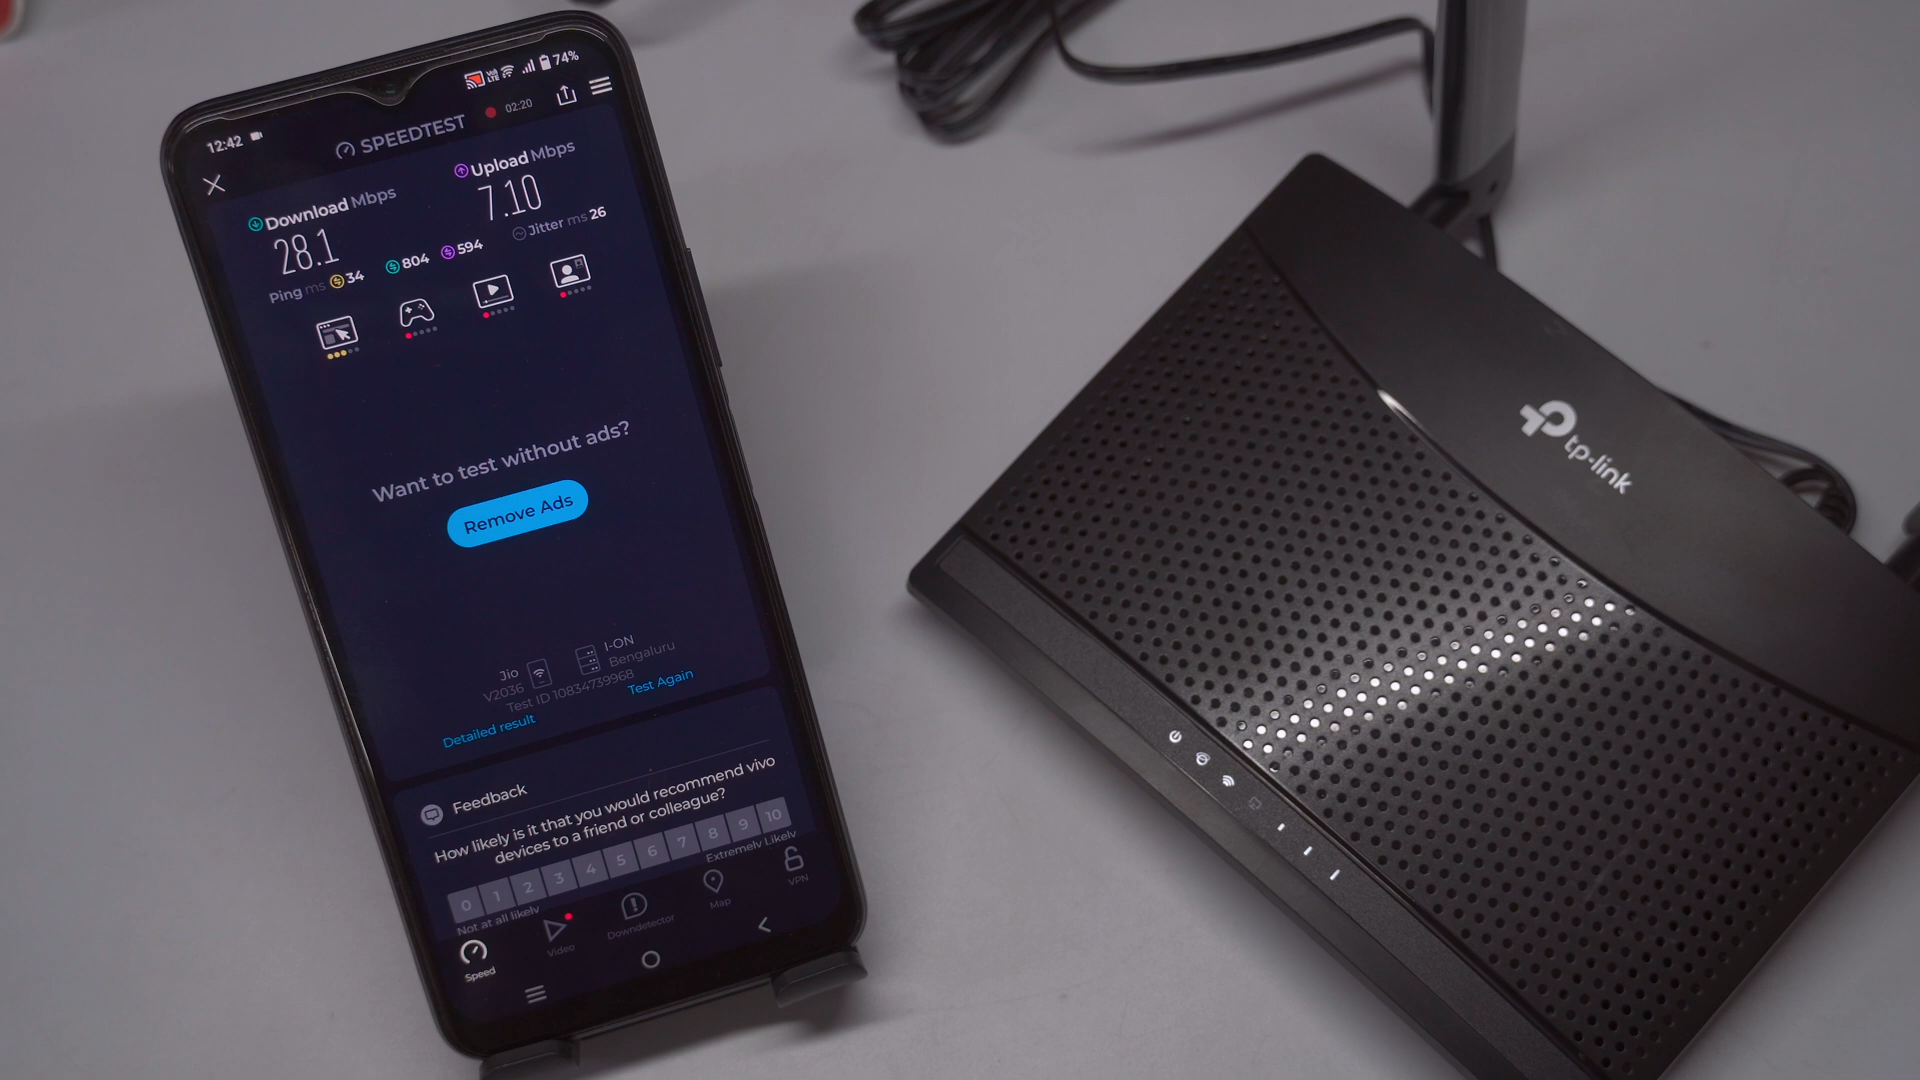 12:42
VoI LTE
74%
SPEEDTEST
02:20
Download Mbps
28.1
Upload Mbps
7.10
Ping ms 34 804 594
Jitter ms 26
Want to test without ads?
Remove Ads
Jio
V2036
I-ON
Bengaluru
Test ID 10834739968
Detailed result
Test Again
Feedback
How likely is it that you would recommend vivo
devices to a friend or colleague?
0 1 2 3 4 5 6 7 8 9 10
Not at all likely
Extremely Likely
Speed
Video
Downdetector
Map
VPN
tp-link